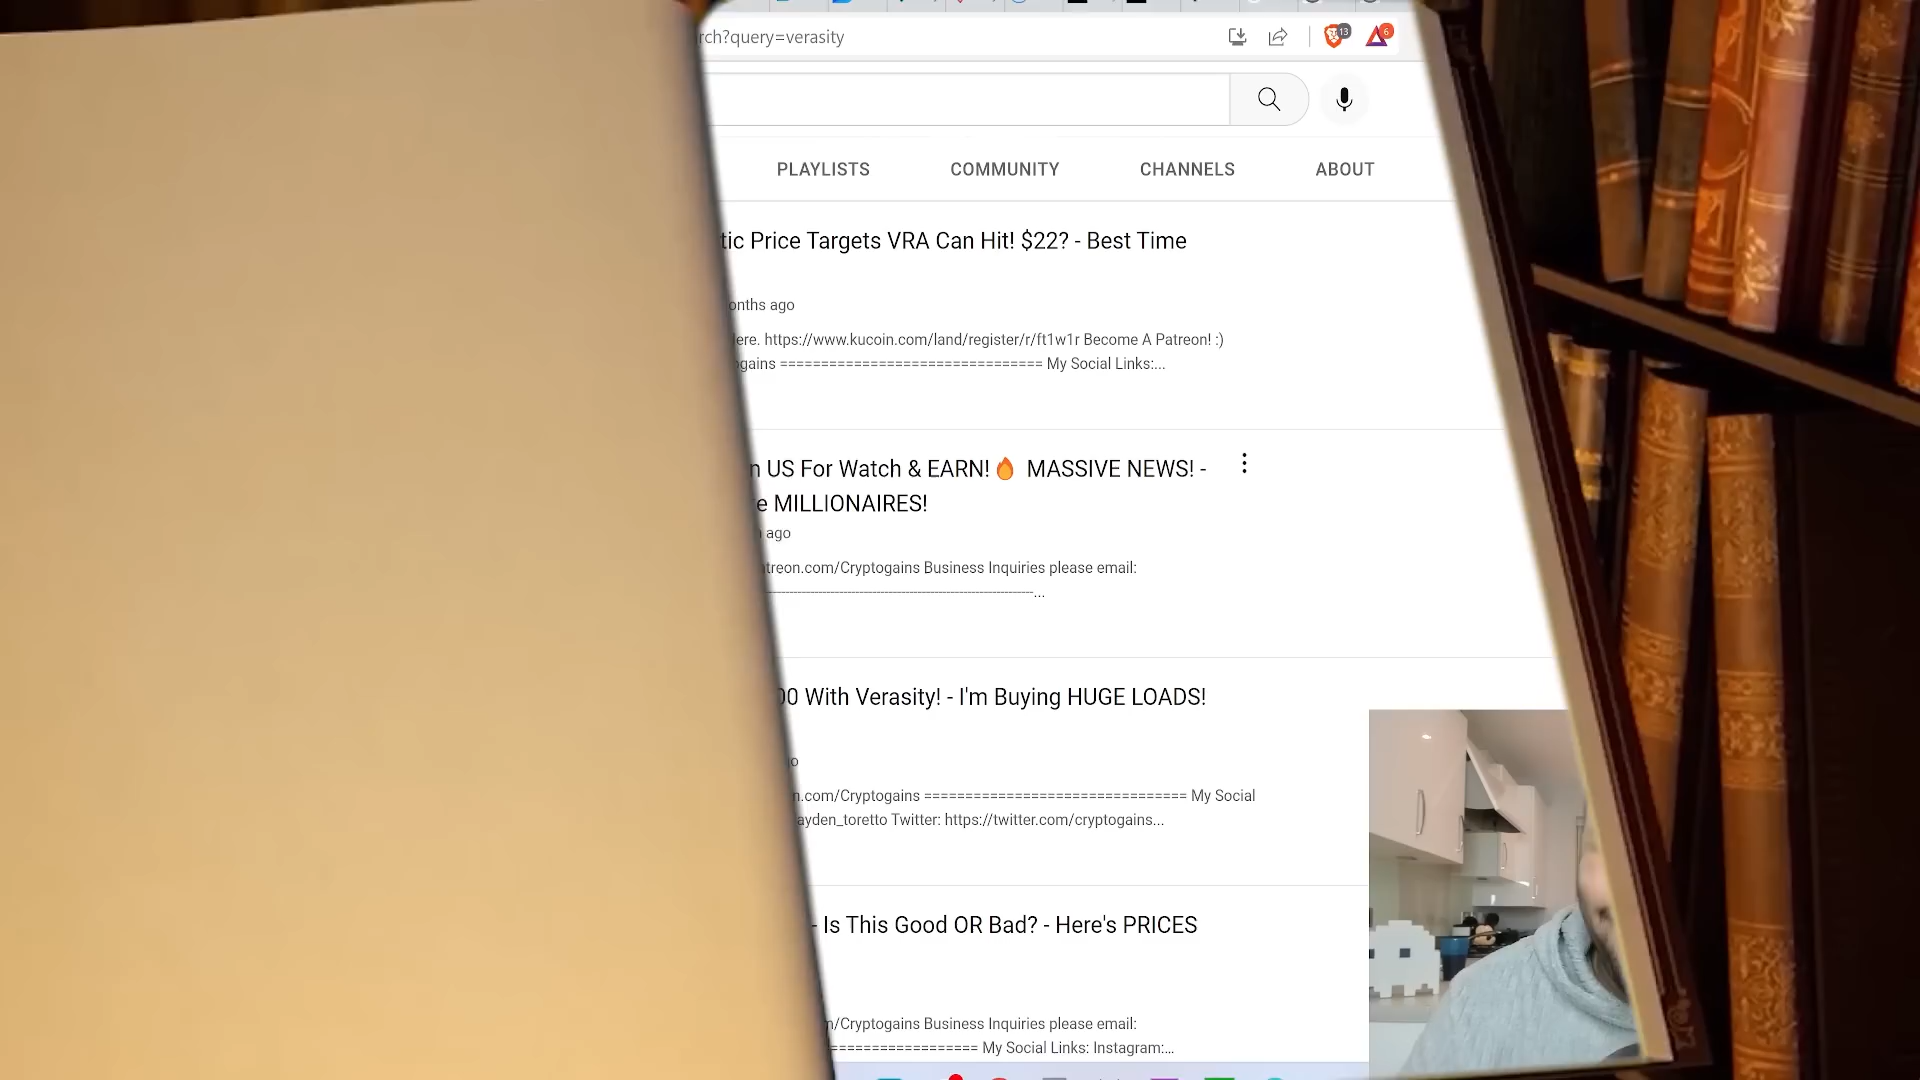 rch?query=verasity
13
6
PLAYLISTS COMMUNITY CHANNELS ABOUT
tic Price Targets VRA Can Hit! $22? - Best Time
onths ago
ere. https://www.kucoin.com/land/register/r/ft1w1r Become A Patreon! :)
ogains ================================ My Social Links:...
n US For Watch & EARN!🔥 MASSIVE NEWS! -
e MILLIONAIRES!
ago
treon.com/Cryptogains Business Inquiries please email:
00 With Verasity! - I'm Buying HUGE LOADS!
go
n.com/Cryptogains ================================ My Social
ayden_toretto Twitter: https://twitter.com/cryptogains...
- Is This Good OR Bad? - Here's PRICES
/Cryptogains Business Inquiries please email:
================== My Social Links: Instagram:...